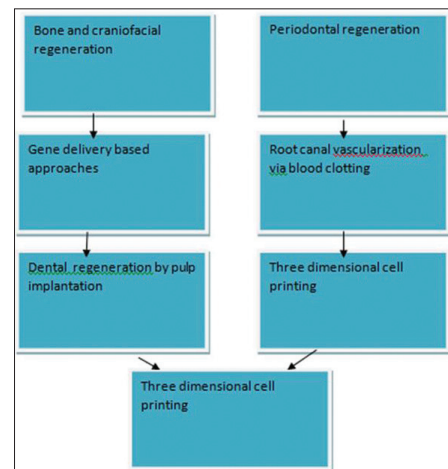 Bone and craniofacial
regeneration
Periodontal regeneration
Gene delivery based
approaches
Root canal vascularization
via blood clotting
Dental regeneration by pulp
implantation
Three dimensional cell
printing
Three dimensional cell
printing